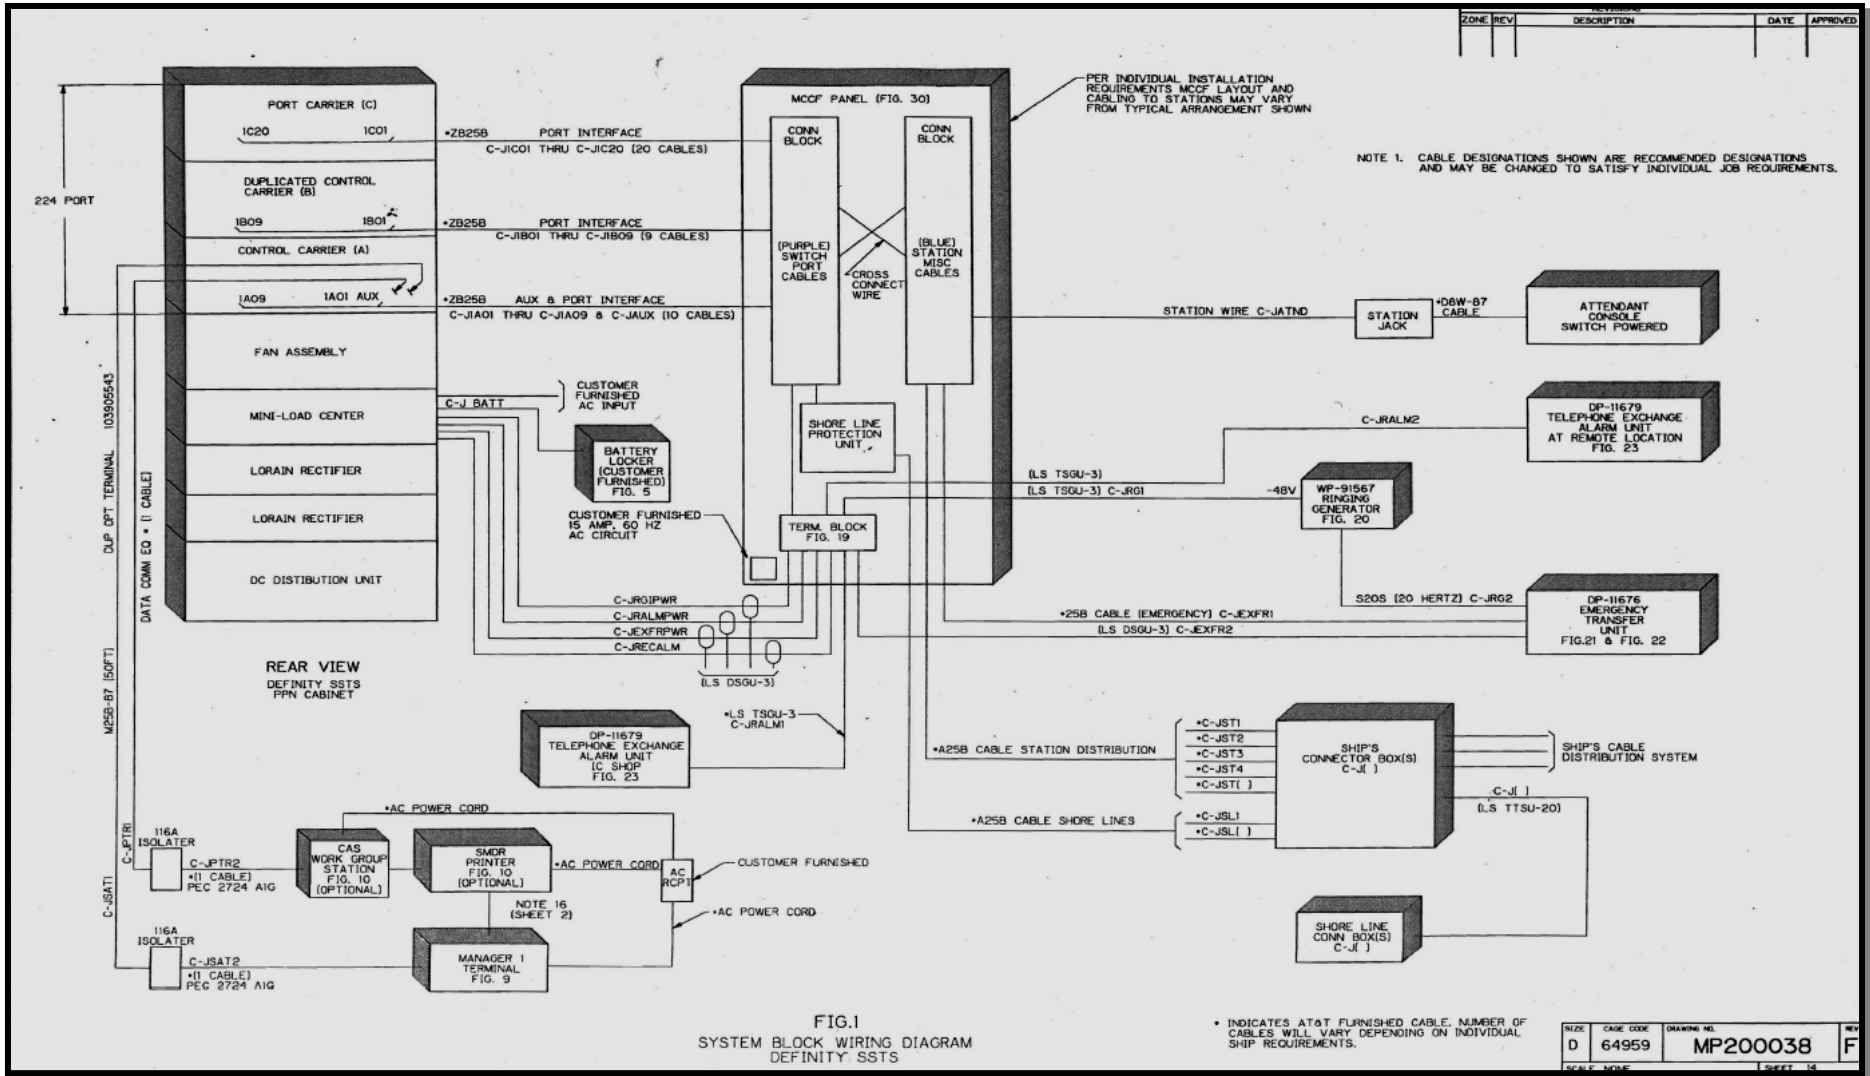 ZONE REV DESCRIPTION DATE APPROVED
PER INDIVIDUAL INSTALLATION
REQUIREMENTS MCCF LAYOUT AND
CABLING TO STATIONS MAY VARY
FROM TYPICAL ARRANGEMENT SHOWN
NOTE 1. CABLE DESIGNATIONS SHOWN ARE RECOMMENDED DESIGNATIONS
AND MAY BE CHANGED TO SATISFY INDIVIDUAL JOB REQUIREMENTS.
224 PORT
PORT CARRIER (C)
1C20 1C01
DUPLICATED CONTROL
CARRIER (B)
1B09 1B01
CONTROL CARRIER (A)
1A09 1A01 AUX
FAN ASSEMBLY
MINI-LOAD CENTER
LORAIN RECTIFIER
LORAIN RECTIFIER
DC DISTIBUTION UNIT
REAR VIEW
DEFINITY SSTS
PPN CABINET
*ZB25B PORT INTERFACE
C-J1C01 THRU C-J1C20 (20 CABLES)
*ZB25B PORT INTERFACE
C-J1B01 THRU C-J1B09 (9 CABLES)
*ZB25B AUX & PORT INTERFACE
C-J1A01 THRU C-J1A09 & C-JAUX (10 CABLES)
MCCF PANEL (FIG. 30)
CONN
BLOCK
(PURPLE)
SWITCH
PORT
CABLES
CONN
BLOCK
(BLUE)
STATION
MISC
CABLES
CROSS
CONNECT
WIRE
SHORE LINE
PROTECTION
UNIT
TERM. BLOCK
FIG. 19
CUSTOMER
FURNISHED
AC INPUT
C-J BATT
BATTERY
LOCKER
(CUSTOMER
FURNISHED)
FIG. 5
CUSTOMER FURNISHED
15 AMP. 60 HZ
AC CIRCUIT
C-JRG1PWR
C-JRALMPWR
C-JEXFRPWR
C-JRECALM
(LS DSGU-3)
*LS TSGU-3
C-JRALM1
DP-11679
TELEPHONE EXCHANGE
ALARM UNIT
IC SHOP
FIG. 23
STATION WIRE C-JATND
STATION
JACK
*D8W-87
CABLE
ATTENDANT
CONSOLE
SWITCH POWERED
C-JRALM2
(LS TSGU-3)
DP-11679
TELEPHONE EXCHANGE
ALARM UNIT
AT REMOTE LOCATION
FIG. 23
(LS TSGU-3) C-JRG1
-48V
WP-91567
RINGING
GENERATOR
FIG. 20
S20S (20 HERTZ) C-JRG2
*25B CABLE (EMERGENCY) C-JEXFR1
(LS DSGU-3) C-JEXFR2
DP-11676
EMERGENCY
TRANSFER
UNIT
FIG.21 & FIG. 22
*A25B CABLE STATION DISTRIBUTION
*C-JST1
*C-JST2
*C-JST3
*C-JST4
*C-JST( )
*A25B CABLE SHORE LINES
*C-JSL1
*C-JSL( )
SHIP'S
CONNECTOR BOX(S)
C-J( )
SHIP'S CABLE
DISTRIBUTION SYSTEM
C-J( )
(LS TTSU-20)
SHORE LINE
CONN BOX(S)
C-J( )
DUP OPT TERMINAL 103905543
DATA COMM EQ * (1 CABLE)
M25B-87 (50FT)
C-JPTR1
C-JSAT1
116A
ISOLATER
C-JPTR2
*(1 CABLE)
PEC 2724 A1G
116A
ISOLATER
C-JSAT2
*(1 CABLE)
PEC 2724 A1G
*AC POWER CORD
CAS
WORK GROUP
STATION
FIG. 10
(OPTIONAL)
SMDR
PRINTER
FIG. 10
(OPTIONAL)
*AC POWER CORD
AC
RCPT
CUSTOMER FURNISHED
NOTE 16
(SHEET 2)
*AC POWER CORD
MANAGER 1
TERMINAL
FIG. 9
FIG.1
SYSTEM BLOCK WIRING DIAGRAM
DEFINITY SSTS
* INDICATES AT&T FURNISHED CABLE. NUMBER OF
CABLES WILL VARY DEPENDING ON INDIVIDUAL
SHIP REQUIREMENTS.
SIZE CAGE CODE DRAWING NO. REV
D 64959 MP200038 F
SCALE NONE SHEET 14